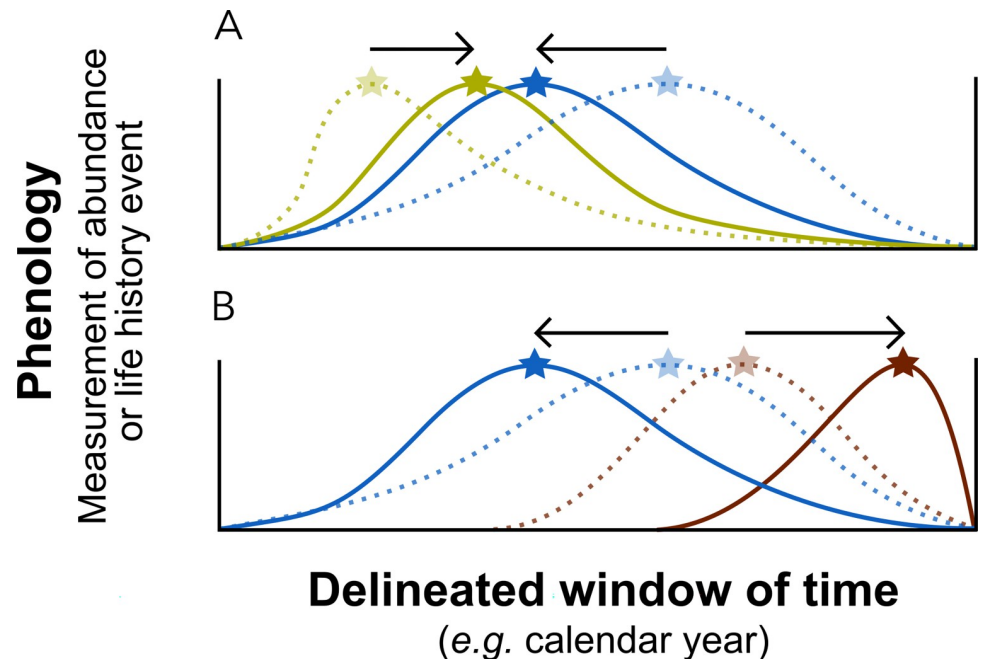 A
Phenology
Measurement of abundance
or life history event
B
Delineated window of time
(e.g. calendar year)